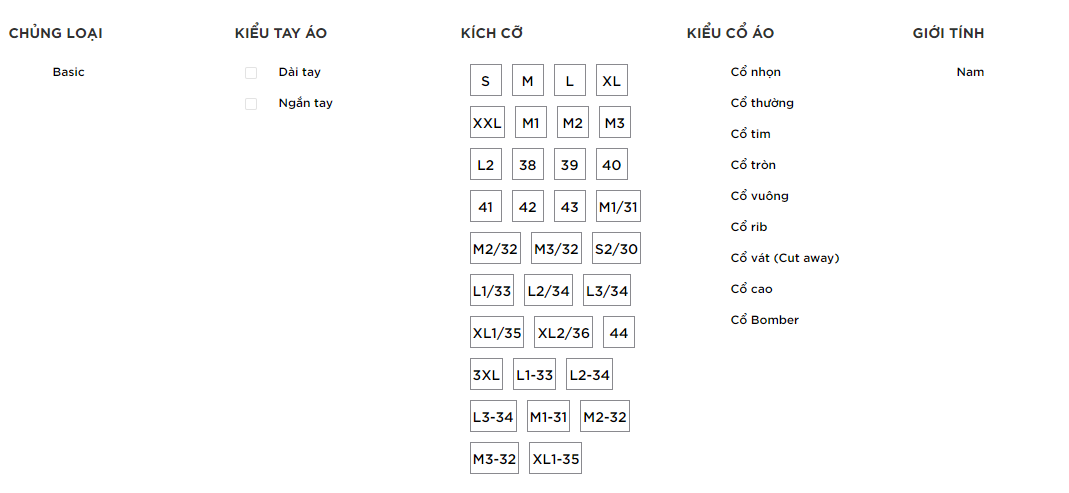 CHỦNG LOẠI
Basic
KIỂU TAY ÁO
Dài tay
Ngắn tay
KÍCH CỠ
S M L XL
XXL M1 M2 M3
L2 38 39 40
41 42 43 M1/31
M2/32 M3/32 S2/30
L1/33 L2/34 L3/34
XL1/35 XL2/36 44
3XL L1-33 L2-34
L3-34 M1-31 M2-32
M3-32 XL1-35
KIỂU CỔ ÁO
Cổ nhọn
Cổ thường
Cổ tim
Cổ tròn
Cổ vuông
Cổ rib
Cổ vát (Cut away)
Cổ cao
Cổ Bomber
GIỚI TÍNH
Nam